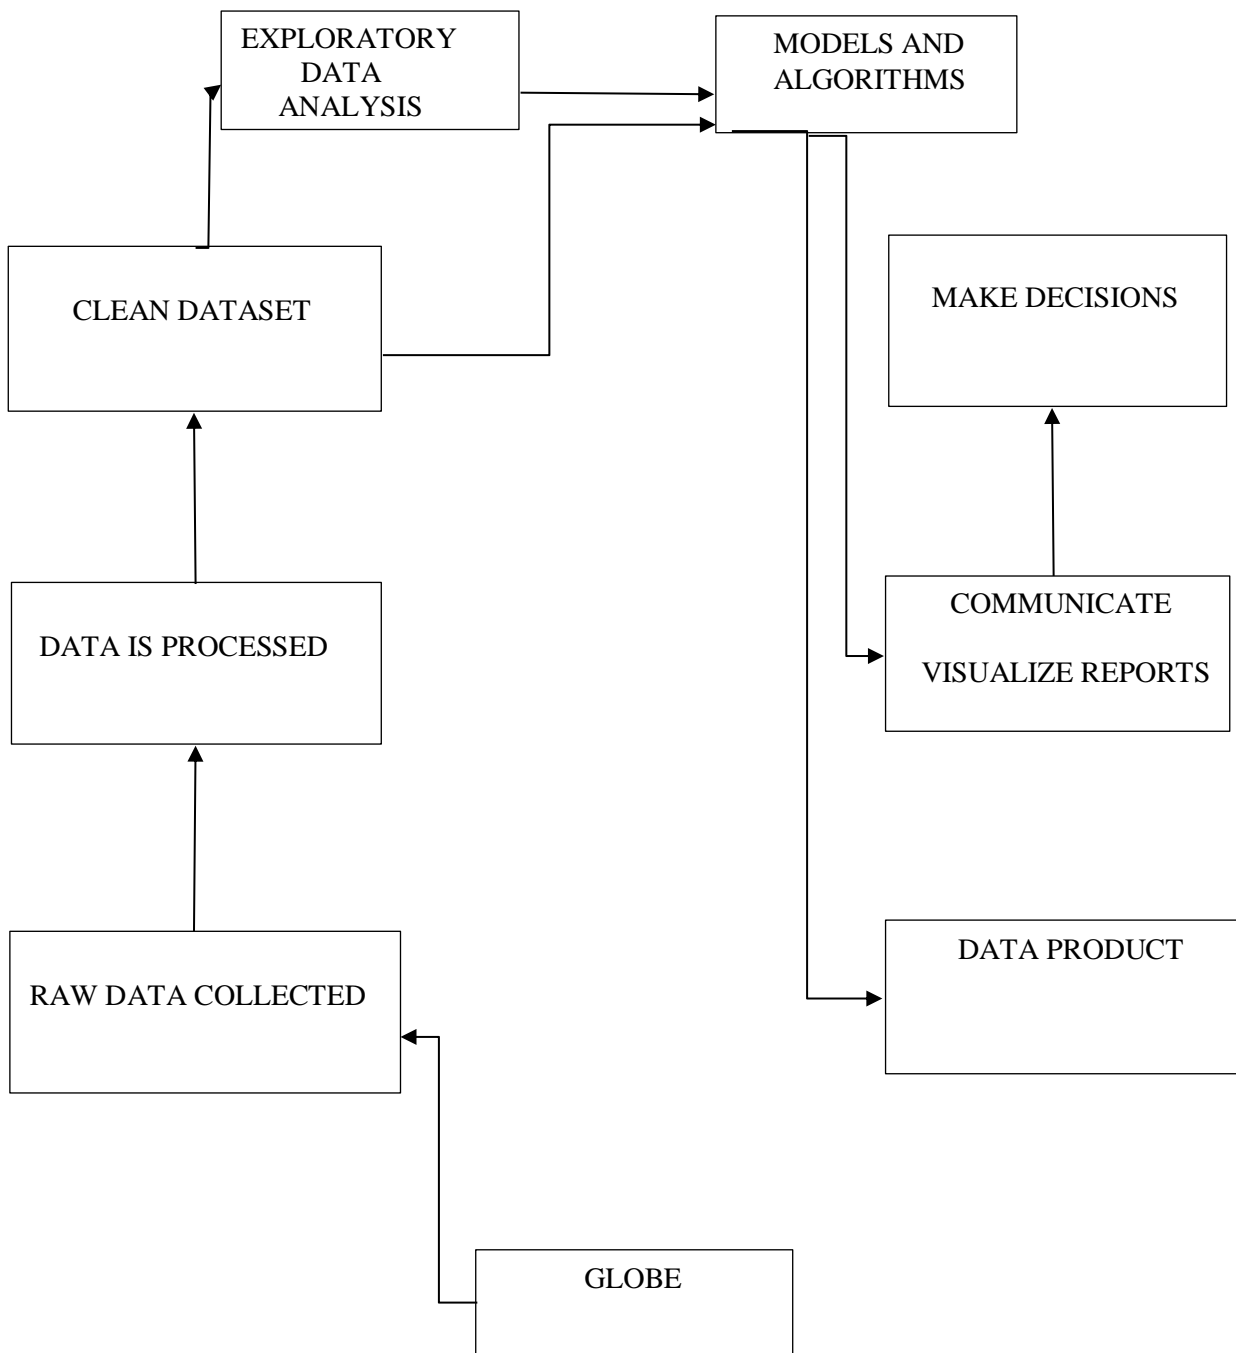 EXPLORATORY
DATA
ANALYSIS
MODELS AND
ALGORITHMS
CLEAN DATASET
MAKE DECISIONS
DATA IS PROCESSED
COMMUNICATE
VISUALIZE REPORTS
RAW DATA COLLECTED
DATA PRODUCT
GLOBE